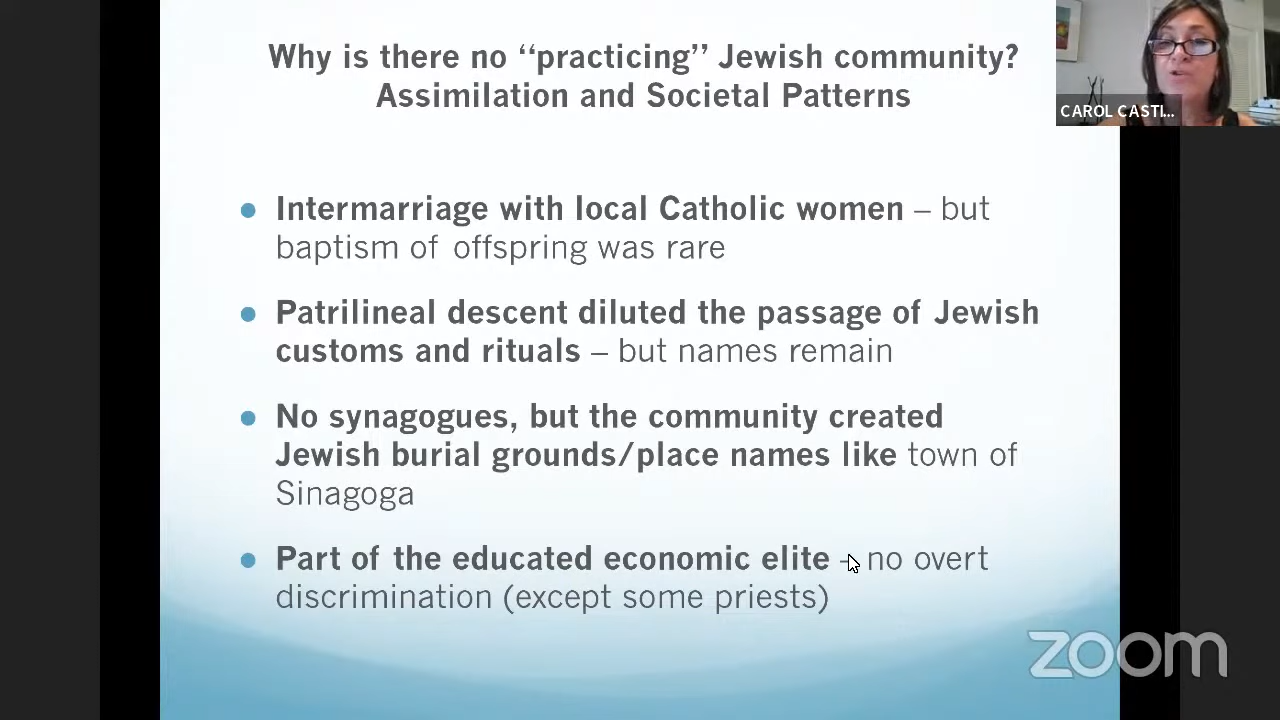 Why is there no “practicing” Jewish community?
Assimilation and Societal Patterns
CAROL CASTI...
● Intermarriage with local Catholic women – but
baptism of offspring was rare
● Patrilineal descent diluted the passage of Jewish
customs and rituals – but names remain
● No synagogues, but the community created
Jewish burial grounds/place names like town of
Sinagoga
● Part of the educated economic elite – no overt
discrimination (except some priests)
zoom